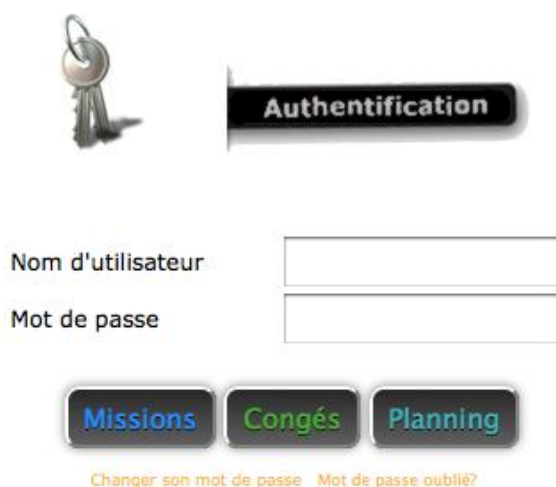 Authentification
Nom d'utilisateur
Mot de passe
Missions Congés Planning
Changer son mot de passe Mot de passe oublié?